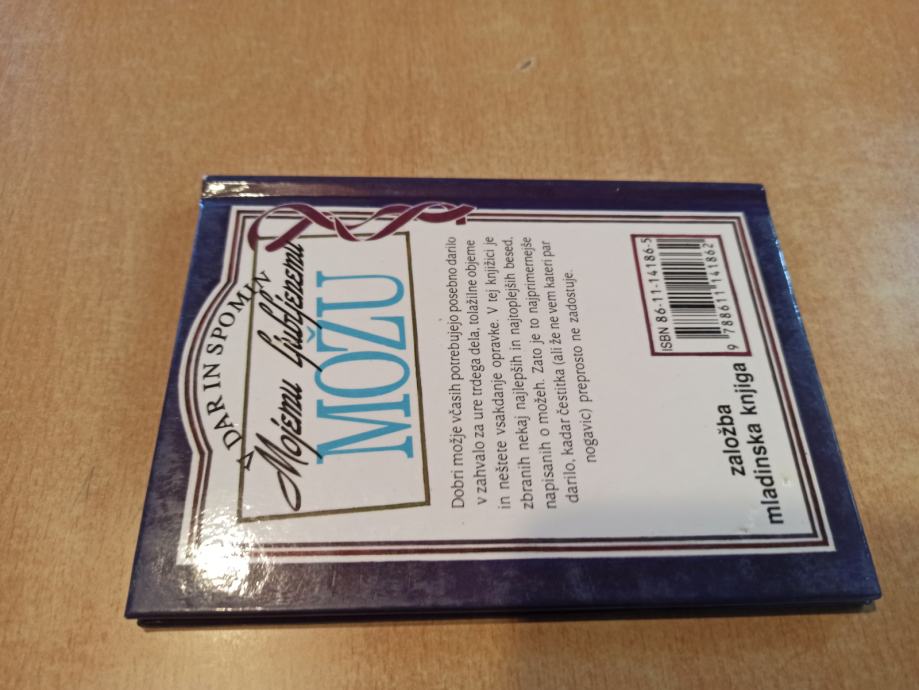 DAR IN SPOMIN
Mojemu ljubljenemu
MOŽU
Dobri možje včasih potrebujejo posebno darilo
v zahvalo za ure trdega dela, tolažilne objeme
in neštete vsakdanje opravke. V tej knjižici je
zbranih nekaj najlepših in najtoplejših besed,
napisanih o možeh. Zato je to najprimernejše
darilo, kadar čestitka (ali že ne vem kateri par
nogavic) preprosto ne zadostuje.
ISBN 86-11-14186-5
9 788611 141862
založba
mladinska knjiga